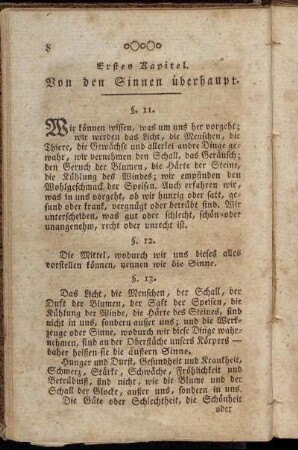 8
Erstes Kapitel.
Von den Sinnen überhaupt.
§. 11.
Wir können wissen, was um uns her vorgeht;
wir werden das Licht, die Menschen, die
Thiere, die Gewächse und allerlei andre Dinge ge-
wahr, wir vernehmen den Schall, das Geräusch;
den Geruch der Blumen, die Härte der Steine,
die Kühlung des Windes; wir empfinden den
Wohlgeschmack der Speisen. Auch erfahren wir,
was in uns vorgeht, ob wir hungrig oder satt, ge-
sund oder krank, vergnügt oder betrübt sind. Wir
unterscheiden, was gut oder schlecht, schön oder
unangenehm, recht oder unrecht ist.
§. 12.
Die Mittel, wodurch wir uns dieses alles
vorstellen können, nennen wir die Sinne.
§. 13.
Das Licht, die Menschen, der Schall, der
Duft der Blumen, der Saft der Speisen, die
Kühlung der Winde, die Härte des Steines, sind
nicht in uns, sondern außer uns; und die Werk-
zeuge oder Sinne, wodurch wir diese Dinge wahr-
nehmen, sind an der Oberfläche unsers Körpers —
daher heißen sie die äußern Sinne.
Hunger und Durst, Gesundheit und Krankheit,
Schmerz, Stärke, Schwäche, Fröhlichkeit und
Betrübniß, sind nicht, wie die Blume und der
Schall der Glocke, außer uns, sondern in uns.
Die Güte oder Schlechtheit, die Schönheit
oder